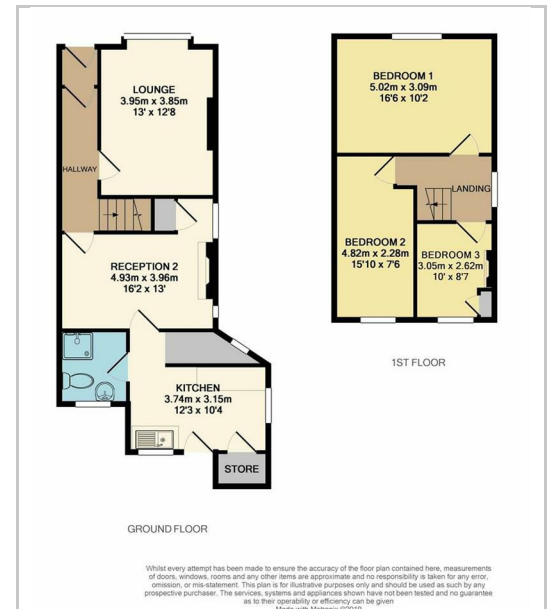 LOUNGE
3.95m x 3.85m
13' x 12'8
HALLWAY
RECEPTION 2
4.93m x 3.96m
16'2 x 13'
KITCHEN
3.74m x 3.15m
12'3 x 10'4
STORE
GROUND FLOOR
BEDROOM 1
5.02m x 3.09m
16'6 x 10'2
LANDING
BEDROOM 2
4.82m x 2.28m
15'10 x 7'6
BEDROOM 3
3.05m x 2.62m
10' x 8'7
1ST FLOOR
Whilst every attempt has been made to ensure the accuracy of the floor plan contained here, measurements
of doors, windows, rooms and any other items are approximate and no responsibility is taken for any error,
omission, or mis-statement. This plan is for illustrative purposes only and should be used as such by any
prospective purchaser. The services, systems and appliances shown have not been tested and no guarantee
as to their operability or efficiency can be given
Made with Metropix ©2019